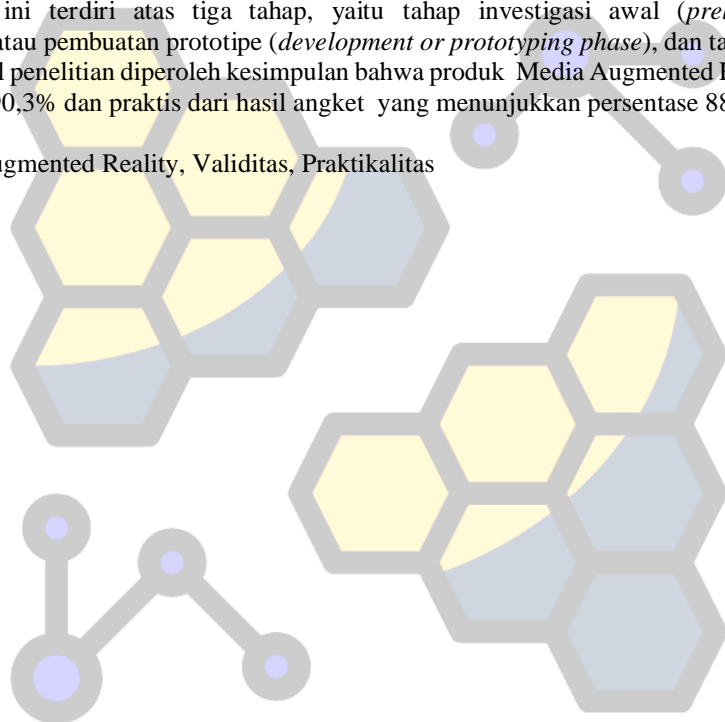 ini terdiri atas tiga tahap, yaitu tahap investigasi awal (prel
atau pembuatan prototipe (development or prototyping phase), dan ta
l penelitian diperoleh kesimpulan bahwa produk Media Augmented
90,3% dan praktis dari hasil angket yang menunjukkan persentase 88
ugmented Reality, Validitas, Praktikalitas